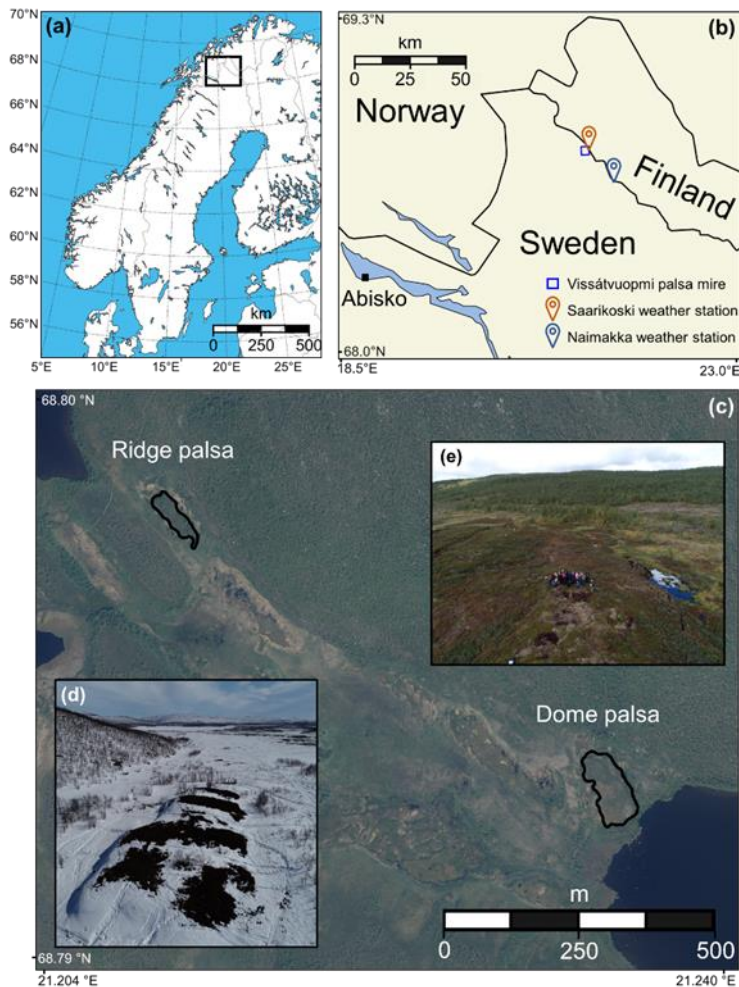 70°N
(a)
68°N
66°N
64°N
62°N
60°N
58°N
56°N
km
0 250 500
5°E 10°E 15°E 20°E 25°E
69.3°N
(b)
km
0 25 50
Norway
Finland
Sweden
Abisko
Vissátvuopmi palsa mire
Saarikoski weather station
Naimakka weather station
68.0°N
18.5°E 23.0°E
68.80 °N
(c)
Ridge palsa
(e)
(d)
Dome palsa
m
0 250 500
68.79 °N
21.204 °E 21.240 °E